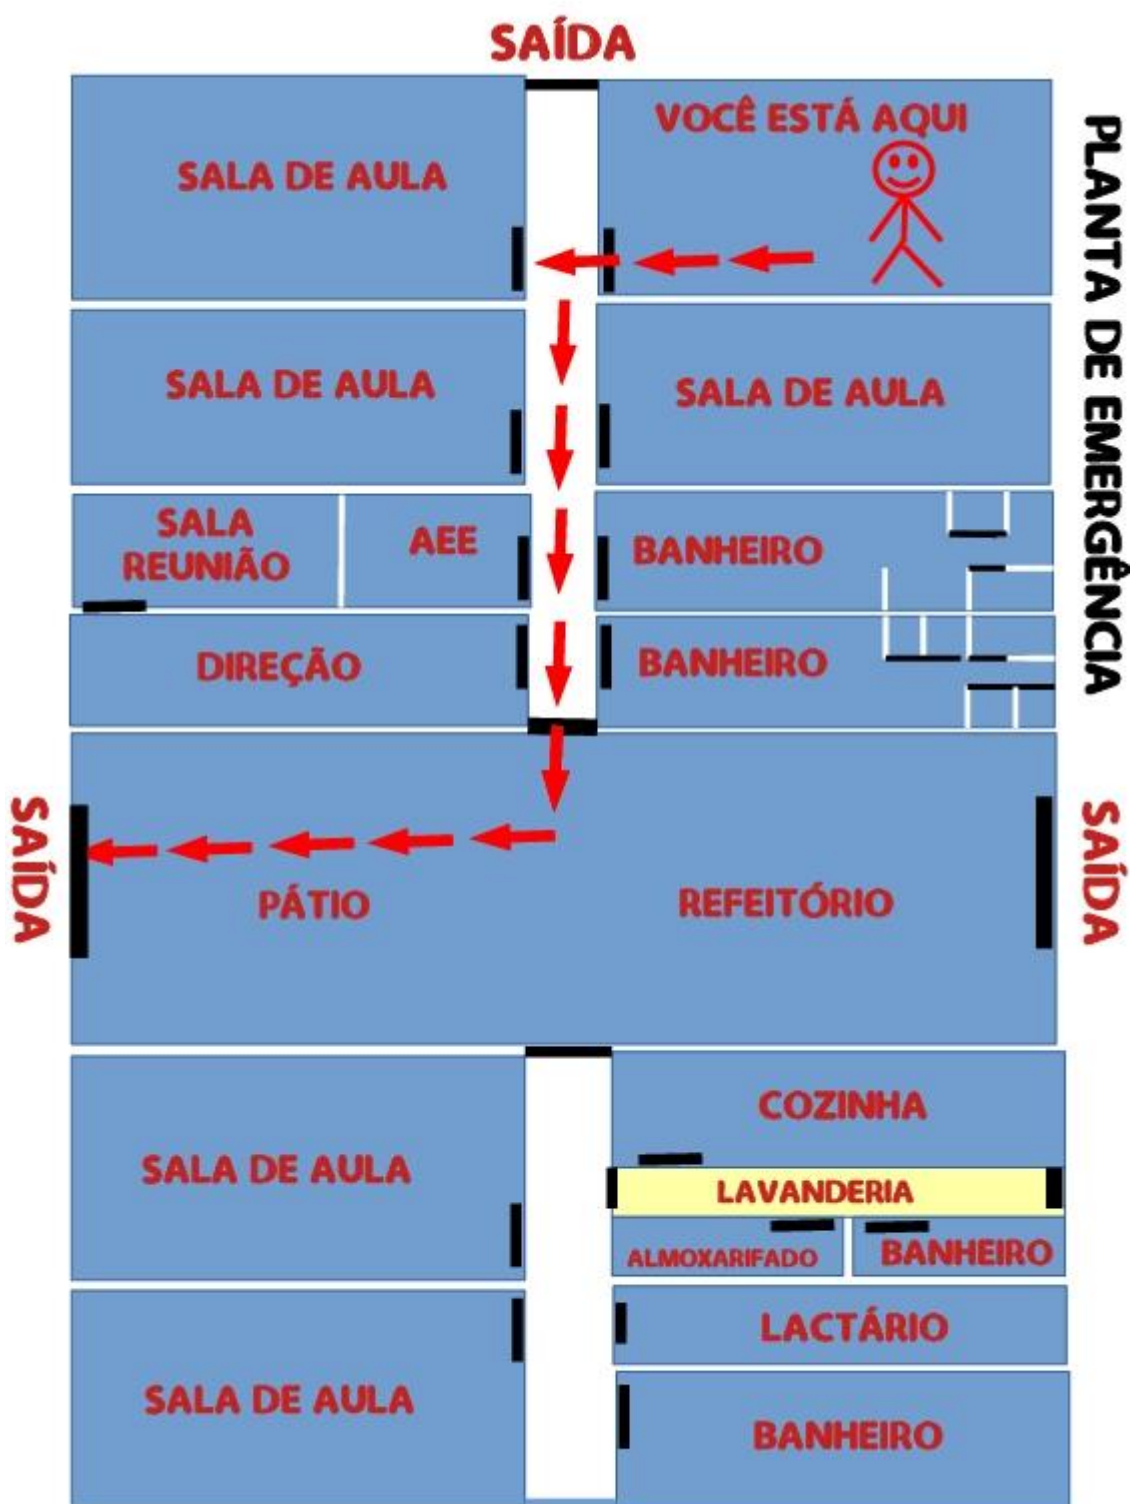 SAÍDA
VOCÊ ESTÁ AQUI
SALA DE AULA
PLANTA DE EMERGÊNCIA
SALA DE AULA
SALA DE AULA
SALA
REUNIÃO
AEE
BANHEIRO
DIREÇÃO
BANHEIRO
SAÍDA
SAÍDA
PÁTIO
REFEITÓRIO
SALA DE AULA
COZINHA
LAVANDERIA
ALMOXARIFADO
BANHEIRO
LACTÁRIO
SALA DE AULA
BANHEIRO